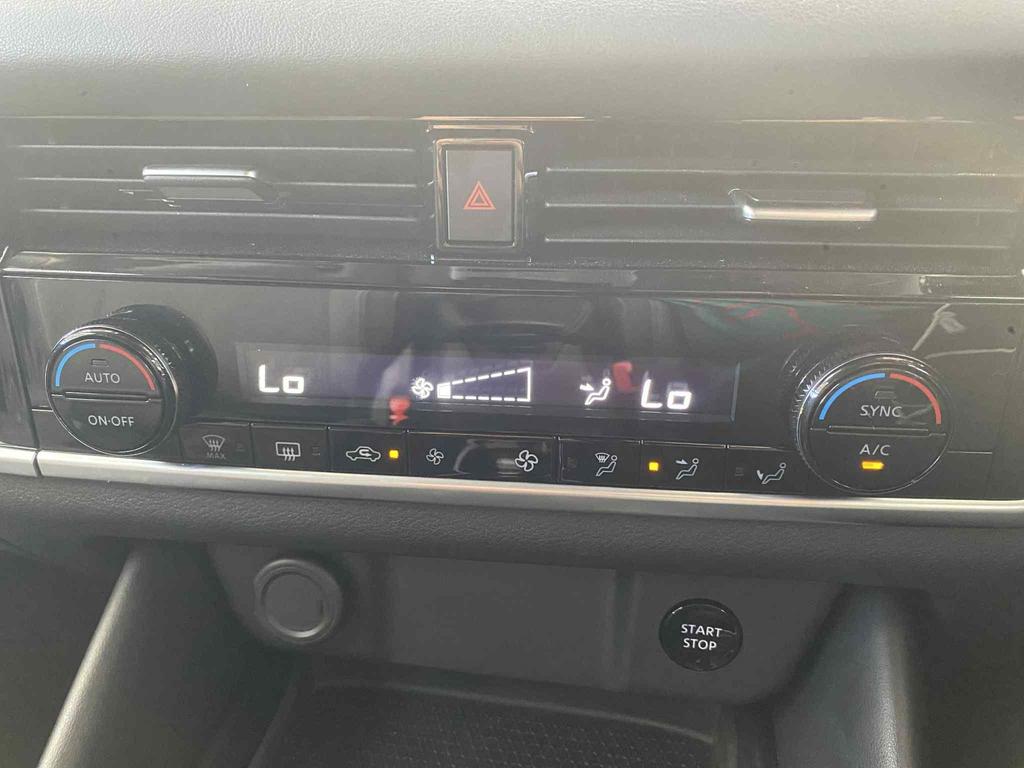 AUTO
ON·OFF
Lo
Lo
SYNC
A/C
MAX
START
STOP